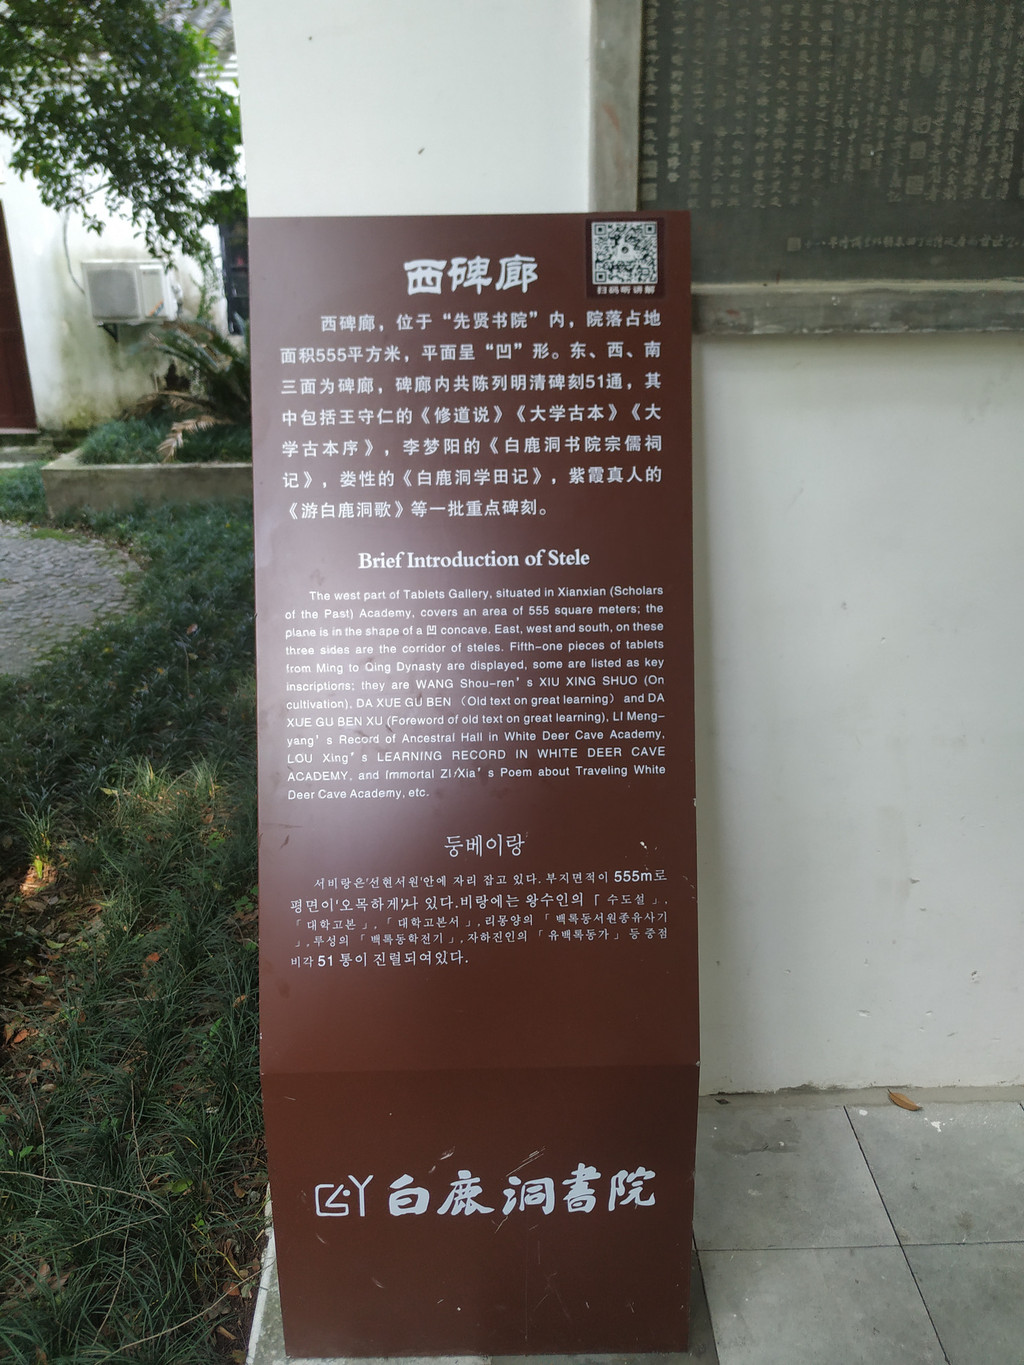 西碑廊
扫码听讲解
西碑廊，位于“先贤书院”内，院落占地
面积555平方米，平面呈“凹”形。东、西、南
三面为碑廊，碑廊内共陈列明清碑刻51通，其
中包括王守仁的《修道说》《大学古本》《大
学古本序》，李梦阳的《白鹿洞书院宗儒祠
记》，娄性的《白鹿洞学田记》，紫霞真人的
《游白鹿洞歌》等一批重点碑刻。
Brief Introduction of Stele
The west part of Tablets Gallery, situated in Xianxian (Scholars
of the Past) Academy, covers an area of 555 square meters; the
plane is in the shape of a 凹 concave. East, west and south, on these
three sides are the corridor of steles. Fifth-one pieces of tablets
from Ming to Qing Dynasty are displayed, some are listed as key
inscriptions; they are WANG Shou-ren's XIU XING SHUO (On
cultivation), DA XUE GU BEN （Old text on great learning） and DA
XUE GU BEN XU (Foreword of old text on great learning), LI Meng-
yang's Record of Ancestral Hall in White Deer Cave Academy,
LOU Xing's LEARNING RECORD IN WHITE DEER CAVE
ACADEMY, and Immortal ZI Xia's Poem about Traveling White
Deer Cave Academy, etc.
둥베이랑
서비랑은'선현서원'안에 자리 잡고 있다. 부지면적이 555m로
평면이'오목하게'나 있다.비랑에는 왕수인의「수도설」,
「대학고본」,「대학고본서」,리몽양의「백록동서원종유사기
」,루성의「백록동학전기」,자하진인의「유백록동가」등 중점
비각 51 통이 진렬되여있다.
白鹿洞書院